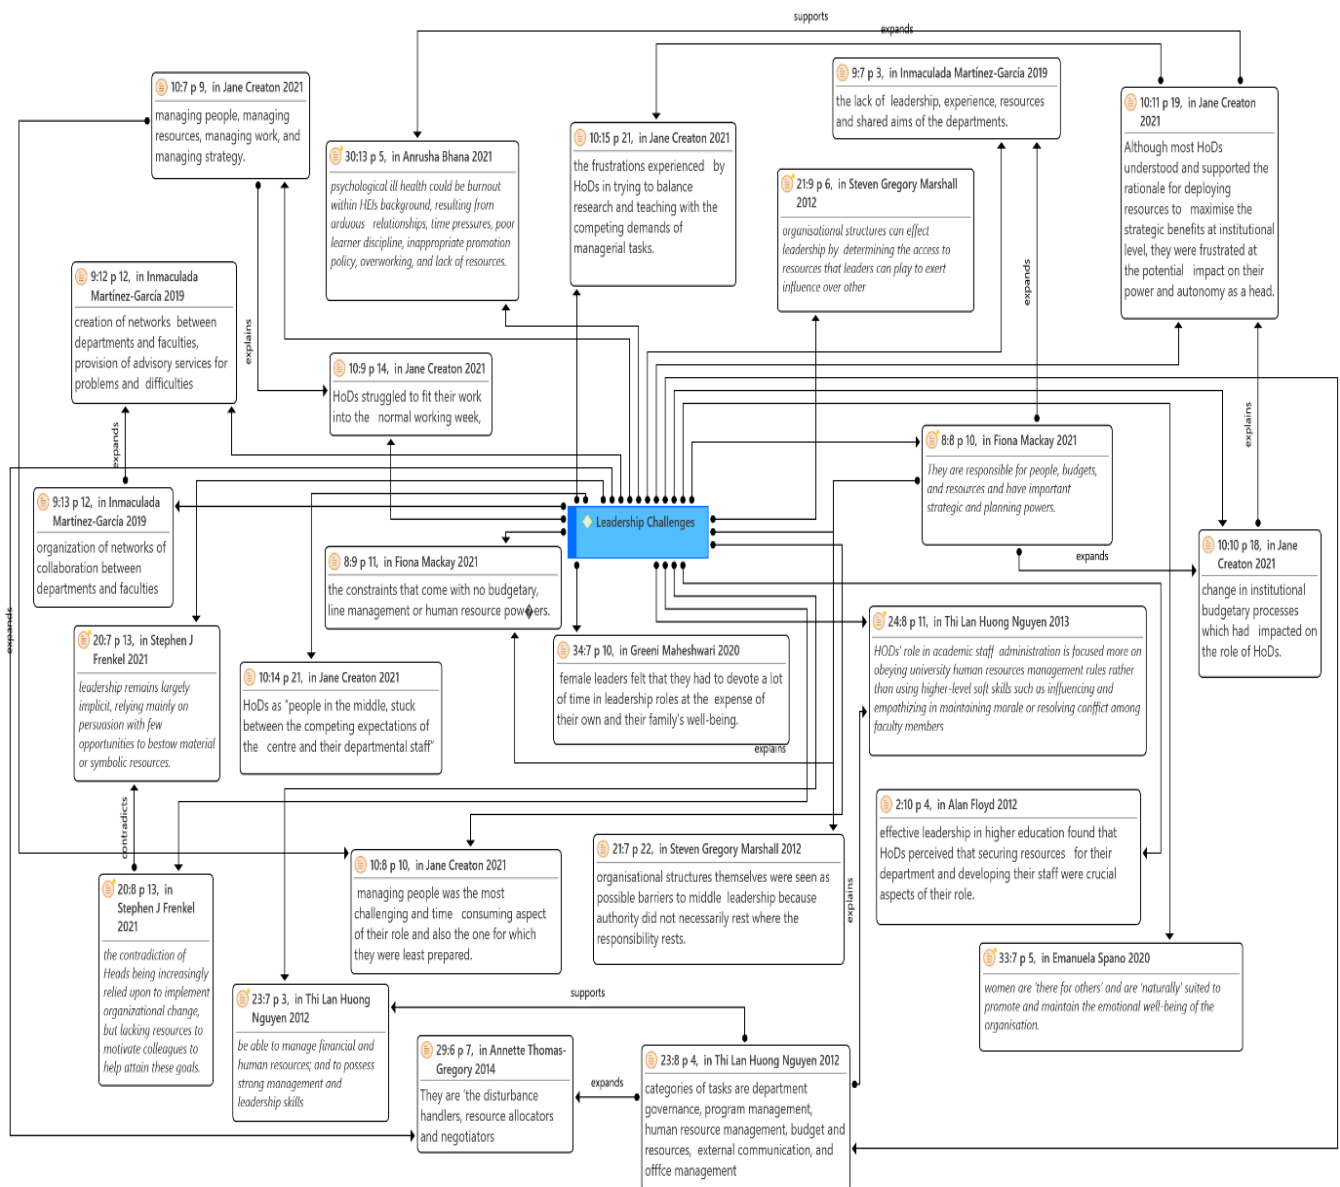 supports
expands
10:7 p 9, in Jane Creaton 2021
managing people, managing
resources, managing work, and
managing strategy.
30:13 p 5, in Anrusha Bhana 2021
psychological ill health could be burnout
within HEIs background, resulting from
arduous relationships, time pressures, poor
learner discipline, inappropriate promotion
policy, overworking, and lack of resources.
10:15 p 21, in Jane Creaton 2021
the frustrations experienced by
HoDs in trying to balance
research and teaching with the
competing demands of
managerial tasks.
9:7 p 3, in Inmaculada Martínez-García 2019
the lack of leadership, experience, resources
and shared aims of the departments.
21:9 p 6, in Steven Gregory Marshall
2012
organisational structures can effect
leadership by determining the access to
resources that leaders can play to exert
influence over other
10:11 p 19, in Jane Creaton
2021
Although most HoDs
understood and supported the
rationale for deploying
resources to maximise the
strategic benefits at institutional
level, they were frustrated at
the potential impact on their
power and autonomy as a head.
9:12 p 12, in Inmaculada
Martínez-García 2019
creation of networks between
departments and faculties,
provision of advisory services for
problems and difficulties
explains
expands
explains
10:9 p 14, in Jane Creaton 2021
HoDs struggled to fit their work
into the normal working week,
expands
8:8 p 10, in Fiona Mackay 2021
They are responsible for people, budgets,
and resources and have important
strategic and planning powers.
9:13 p 12, in Inmaculada
Martínez-García 2019
organization of networks of
collaboration between
departments and faculties
Leadership Challenges
8:9 p 11, in Fiona Mackay 2021
the constraints that come with no budgetary,
line management or human resource pow�ers.
expands
10:10 p 18, in Jane
Creaton 2021
change in institutional
budgetary processes
which had impacted on
the role of HoDs.
expands
20:7 p 13, in Stephen J
Frenkel 2021
leadership remains largely
implicit, relying mainly on
persuasion with few
opportunities to bestow material
or symbolic resources.
10:14 p 21, in Jane Creaton 2021
HoDs as "people in the middle, stuck
between the competing expectations of
the centre and their departmental staff"
34:7 p 10, in Greeni Maheshwari 2020
female leaders felt that they had to devote a lot
of time in leadership roles at the expense of
their own and their family's well-being.
explains
24:8 p 11, in Thi Lan Huong Nguyen 2013
HODs' role in academic staff administration is focused more on
obeying university human resources management rules rather
than using higher-level soft skills such as influencing and
empathizing in maintaining morale or resolving conflict among
faculty members
contradicts
2:10 p 4, in Alan Floyd 2012
effective leadership in higher education found that
HoDs perceived that securing resources for their
department and developing their staff were crucial
aspects of their role.
10:8 p 10, in Jane Creaton 2021
managing people was the most
challenging and time consuming aspect
of their role and also the one for which
they were least prepared.
21:7 p 22, in Steven Gregory Marshall 2012
organisational structures themselves were seen as
possible barriers to middle leadership because
authority did not necessarily rest where the
responsibility rests.
explains
20:8 p 13, in
Stephen J Frenkel
2021
the contradiction of
Heads being increasingly
relied upon to implement
organizational change,
but lacking resources to
motivate colleagues to
help attain these goals.
33:7 p 5, in Emanuela Spano 2020
women are 'there for others' and are 'naturally' suited to
promote and maintain the emotional well-being of the
organisation.
23:7 p 3, in Thi Lan Huong
Nguyen 2012
be able to manage financial and
human resources; and to possess
strong management and
leadership skills
supports
29:6 p 7, in Annette Thomas-
Gregory 2014
They are 'the disturbance
handlers, resource allocators
and negotiators
expands
23:8 p 4, in Thi Lan Huong Nguyen 2012
categories of tasks are department
governance, program management,
human resource management, budget and
resources, external communication, and
offfce management